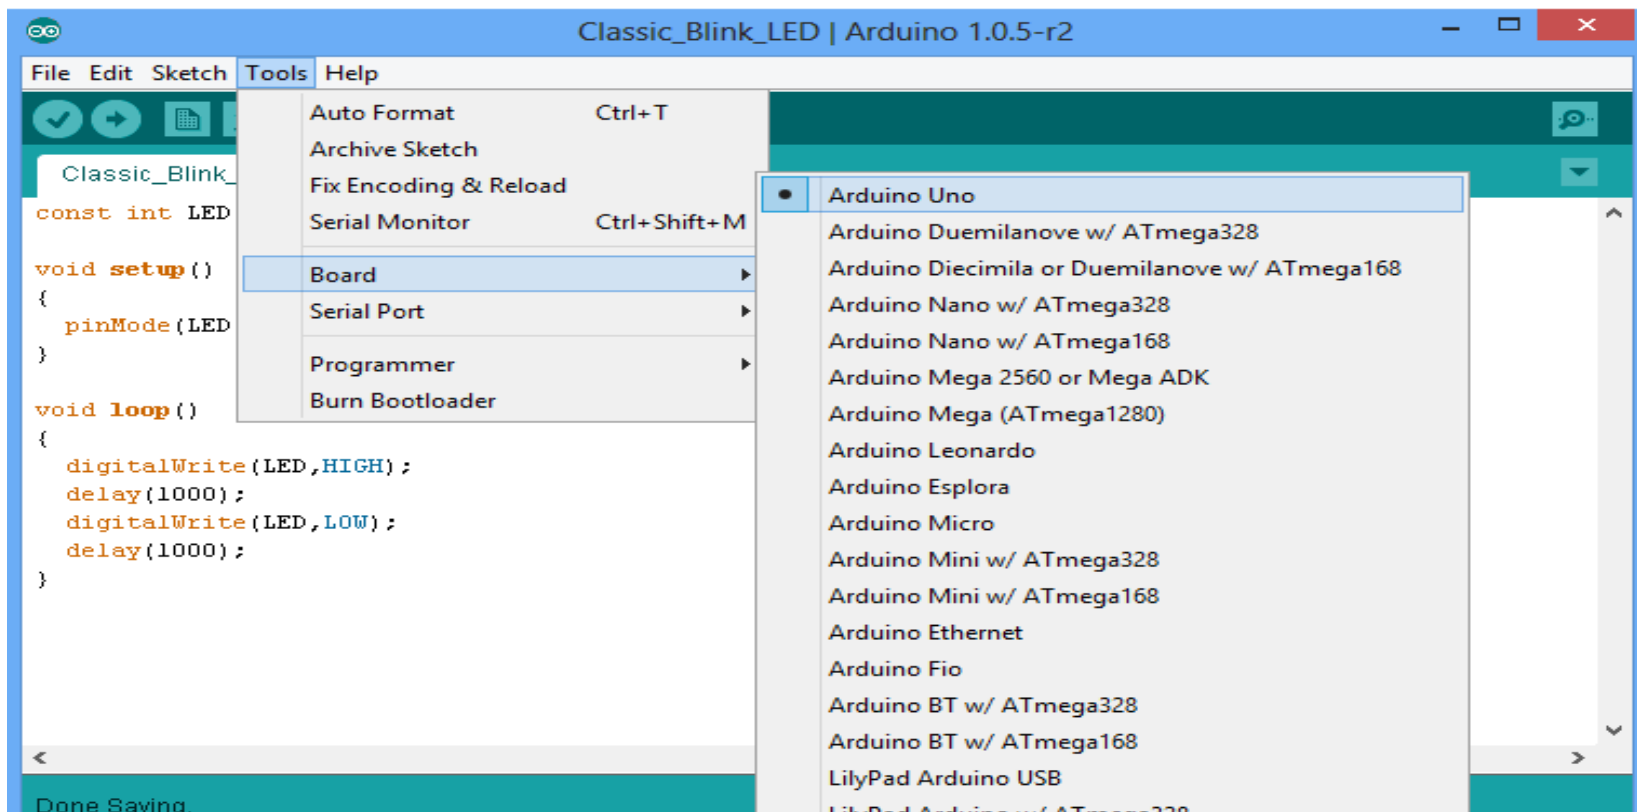 Classic_Blink_LED | Arduino 1.0.5-r2
File Edit Sketch Tools Help
Auto Format Ctrl+T
Archive Sketch
Fix Encoding & Reload
Serial Monitor Ctrl+Shift+M
Board
Serial Port
Programmer
Burn Bootloader
Arduino Uno
Arduino Duemilanove w/ ATmega328
Arduino Diecimila or Duemilanove w/ ATmega168
Arduino Nano w/ ATmega328
Arduino Nano w/ ATmega168
Arduino Mega 2560 or Mega ADK
Arduino Mega (ATmega1280)
Arduino Leonardo
Arduino Esplora
Arduino Micro
Arduino Mini w/ ATmega328
Arduino Mini w/ ATmega168
Arduino Ethernet
Arduino Fio
Arduino BT w/ ATmega328
Arduino BT w/ ATmega168
LilyPad Arduino USB
LilyPad Arduino w/ ATmega328
Classic_Blink_
const int LED
void setup()
{
pinMode(LED
}
void loop()
{
digitalWrite(LED,HIGH);
delay(1000);
digitalWrite(LED,LOW);
delay(1000);
}
Done Saving.